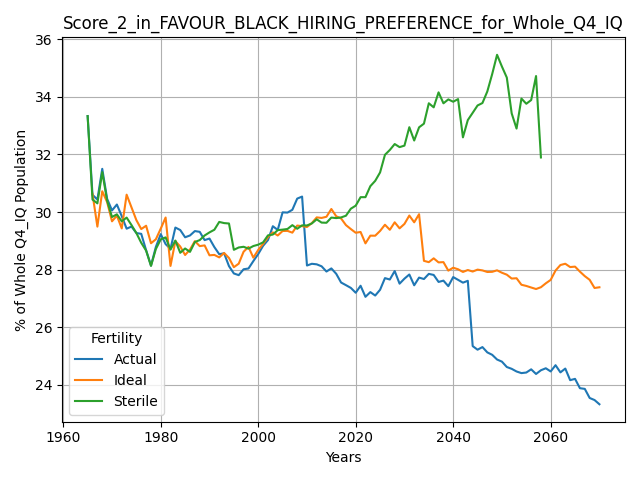 Score_2_in_FAVOUR_BLACK_HIRING_PREFERENCE_for_Whole_Q4_IQ
% of Whole Q4_IQ Population
36
34
32
30
28
26
24
Fertility
Actual
Ideal
Sterile
1960
1980
2000
2020
2040
2060
Years